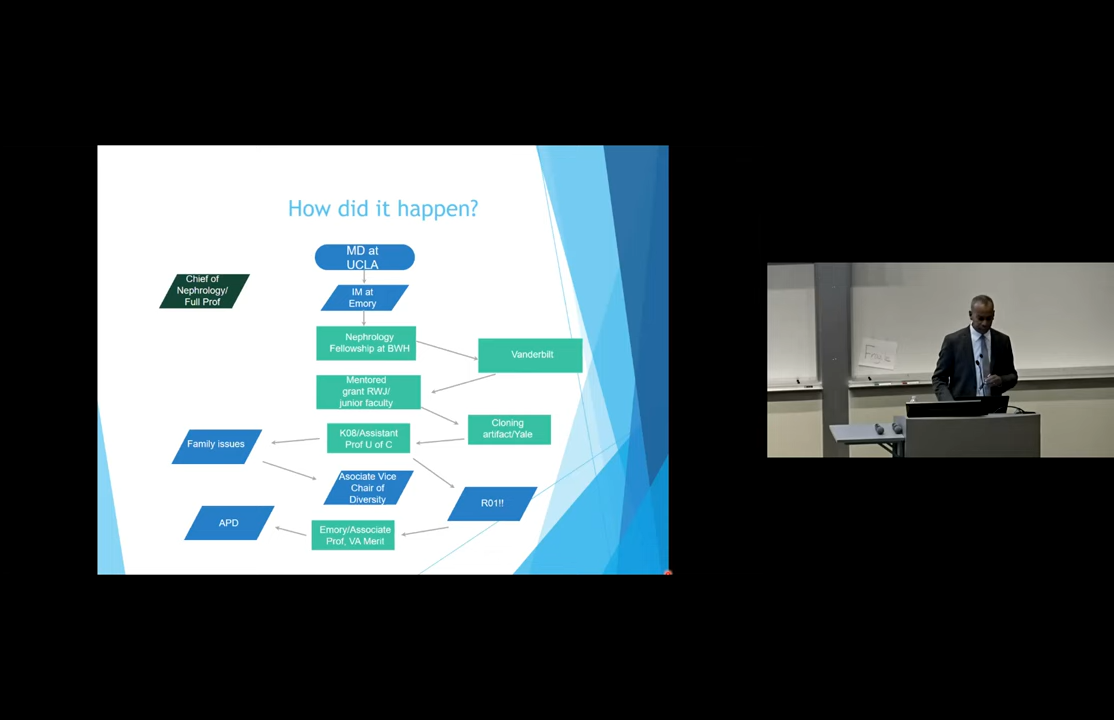 How did it happen?
MD at
UCLA
Chief of
Nephrology/
Full Prof
IM at
Emory
Nephrology
Fellowship at BWH
Vanderbilt
Mentored
grant RWJ/
junior faculty
Cloning
artifact/Yale
K08/Assistant
Prof U of C
Family issues
Asociate Vice
Chair of
Diversity
R01!!
APD
Emory/Associate
Prof, VA Merit